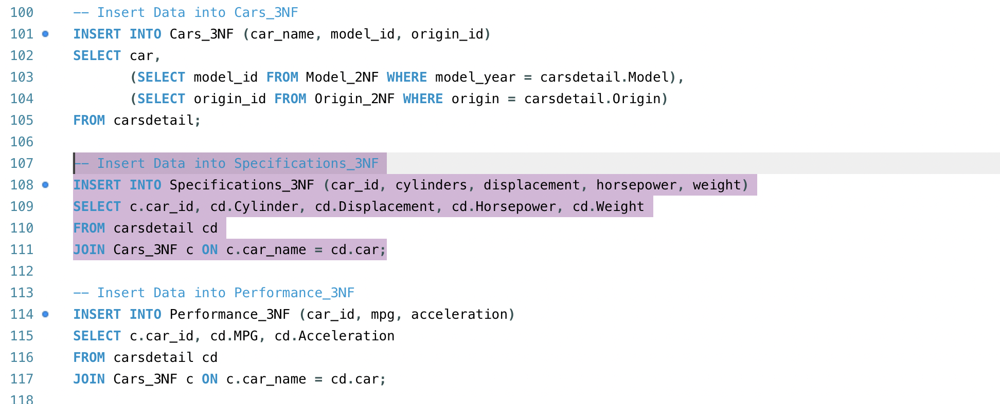 100 -- Insert Data into Cars_3NF
101 INSERT INTO Cars_3NF (car_name, model_id, origin_id)
102 SELECT car,
103 (SELECT model_id FROM Model_2NF WHERE model_year = carsdetail.Model),
104 (SELECT origin_id FROM Origin_2NF WHERE origin = carsdetail.Origin)
105 FROM carsdetail;
106
107 -- Insert Data into Specifications_3NF
108 INSERT INTO Specifications_3NF (car_id, cylinders, displacement, horsepower, weight)
109 SELECT c.car_id, cd.Cylinder, cd.Displacement, cd.Horsepower, cd.Weight
110 FROM carsdetail cd
111 JOIN Cars_3NF c ON c.car_name = cd.car;
112
113 -- Insert Data into Performance_3NF
114 INSERT INTO Performance_3NF (car_id, mpg, acceleration)
115 SELECT c.car_id, cd.MPG, cd.Acceleration
116 FROM carsdetail cd
117 JOIN Cars_3NF c ON c.car_name = cd.car;
118